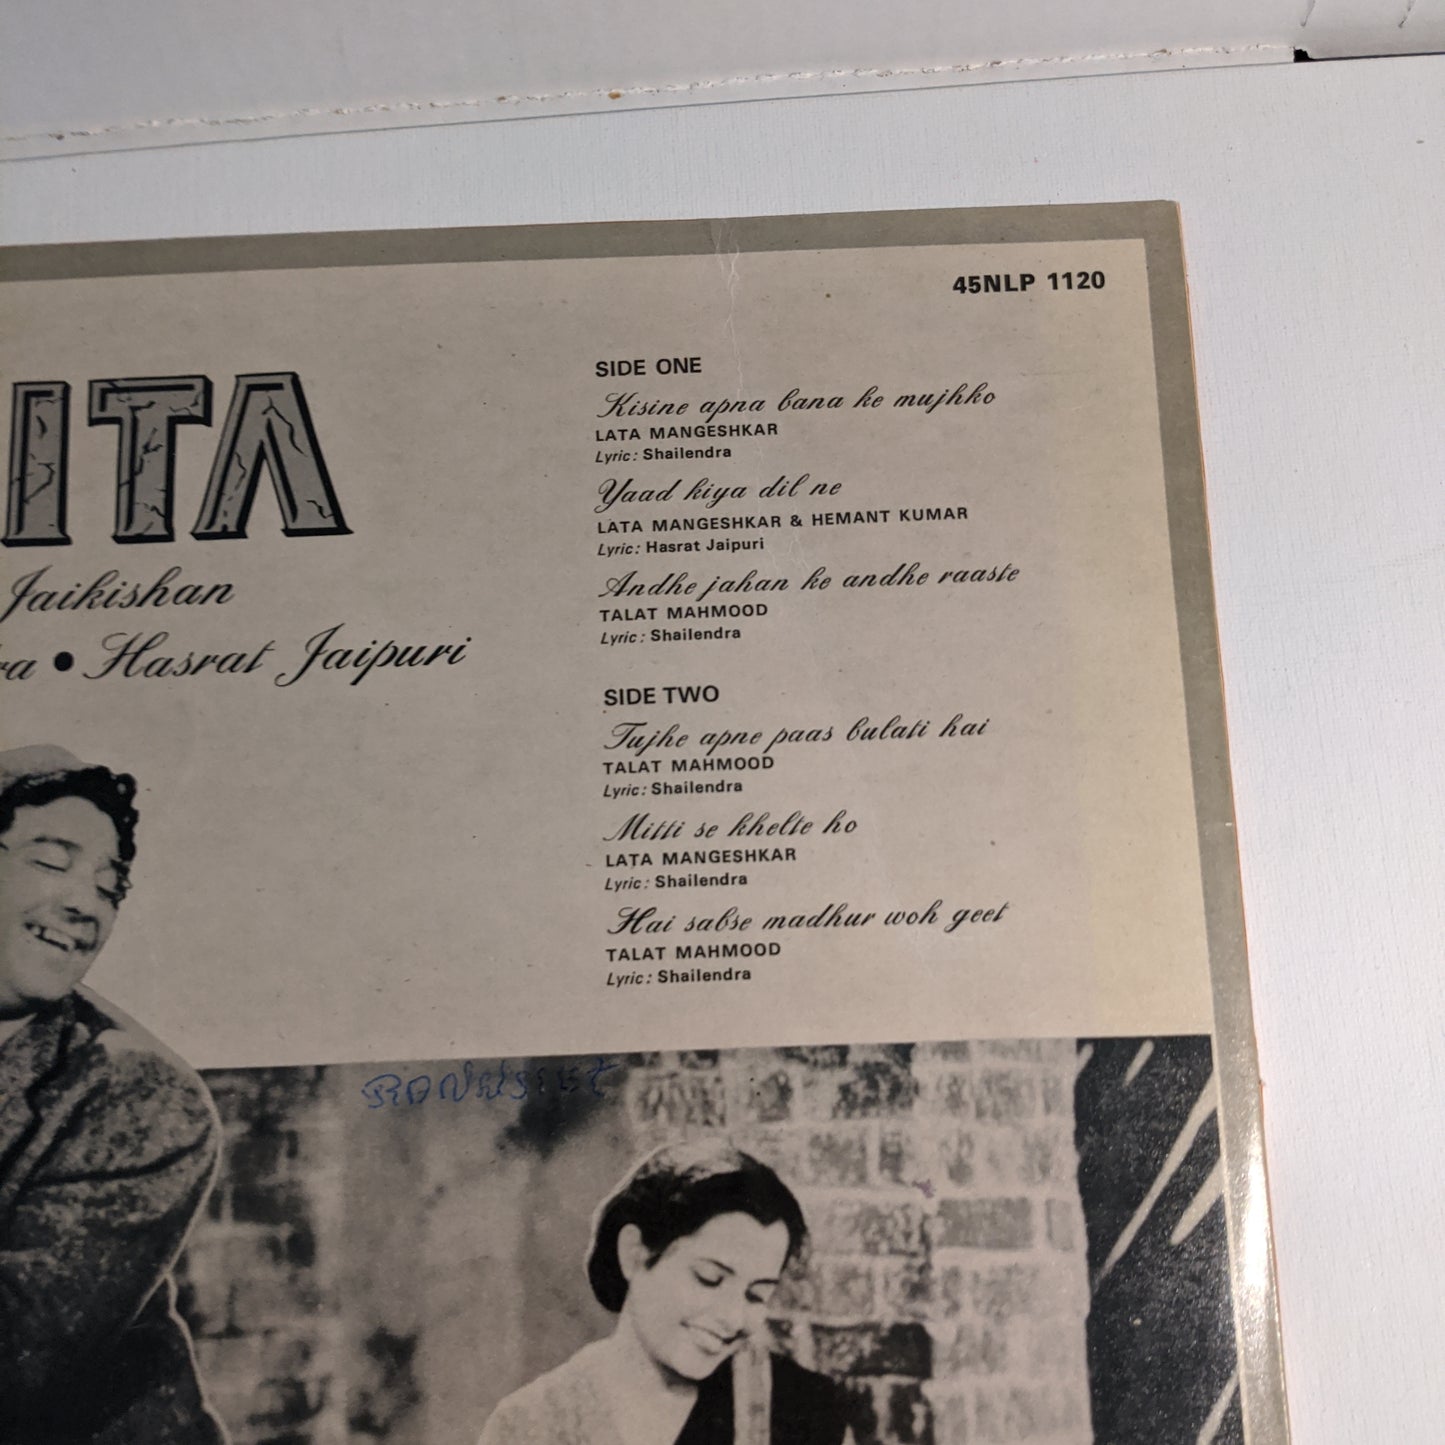 45NLP 1120
ITA
Jaikishan
ra • Hasrat Jaipuri
SIDE ONE
Kisine apna bana ke mujhko
LATA MANGESHKAR
Lyric: Shailendra
Yaad kiya dil ne
LATA MANGESHKAR & HEMANT KUMAR
Lyric: Hasrat Jaipuri
Andhe jahan ke andhe raaste
TALAT MAHMOOD
Lyric: Shailendra
SIDE TWO
Tujhe apne paas bulati hai
TALAT MAHMOOD
Lyric: Shailendra
Mitti se khelte ho
LATA MANGESHKAR
Lyric: Shailendra
Hai sabse madhur woh geet
TALAT MAHMOOD
Lyric: Shailendra